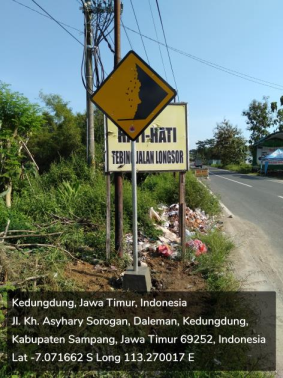 HATI-HATI
TEBING JALAN LONGSOR
Kedungdung, Jawa Timur, Indonesia
Jl. Kh. Asyhary Sorogan, Daleman, Kedungdung,
Kabupaten Sampang, Jawa Timur 69252, Indonesia
Lat -7.071662 S Long 113.270017 E